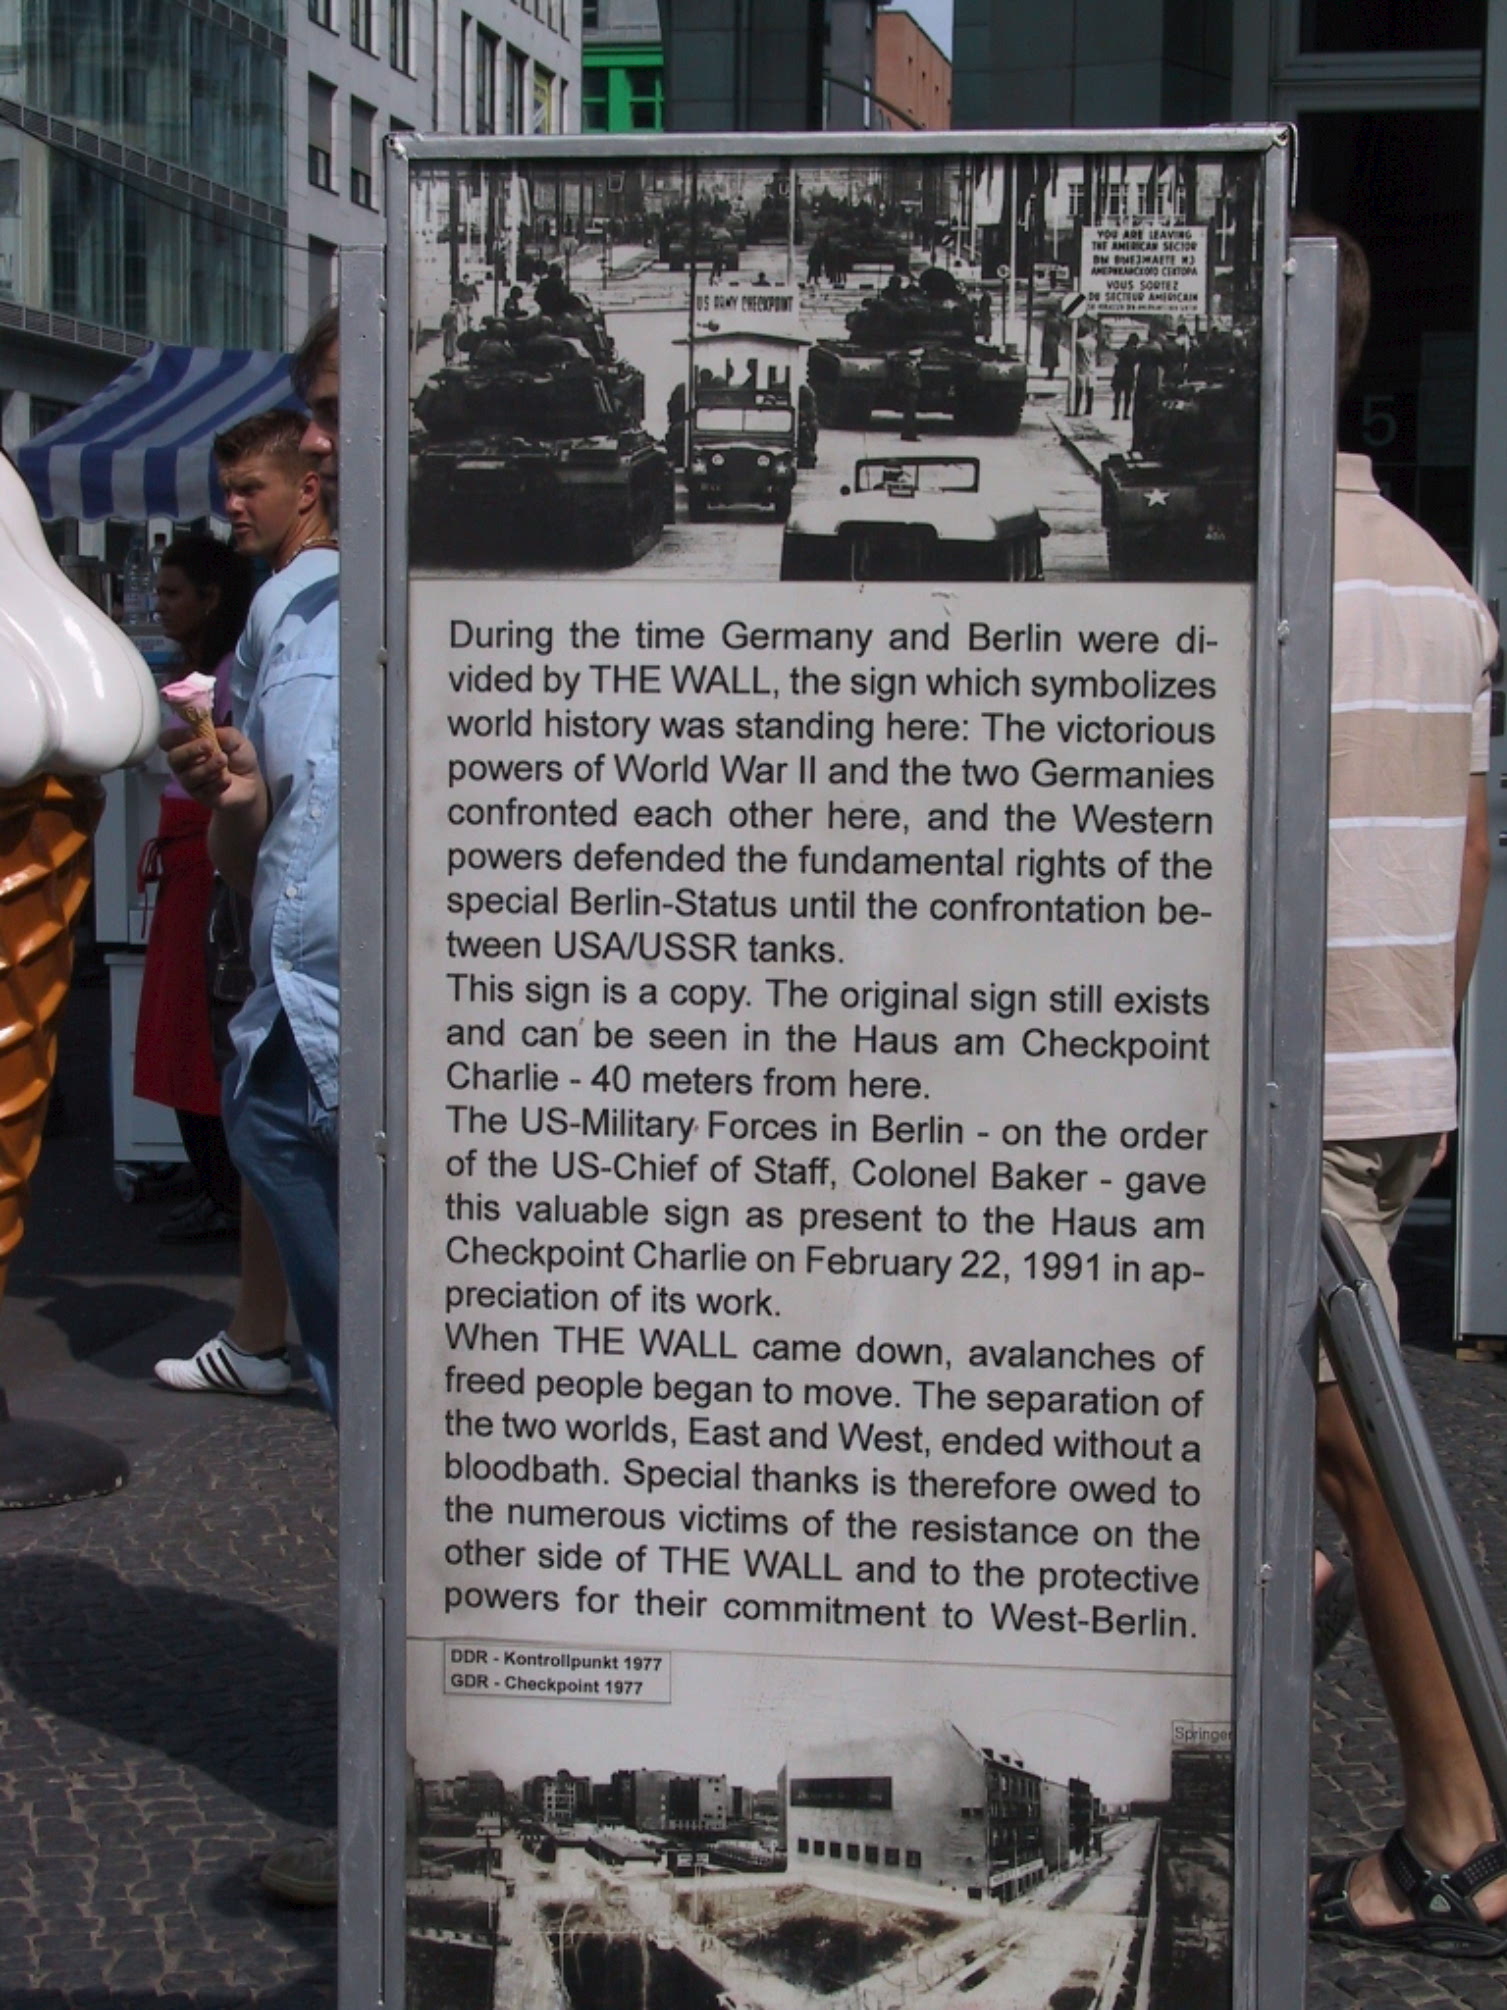 YOU ARE LEAVING
THE AMERICAN SECTOR
ВЫ ВЫЕЗЖАЕТЕ ИЗ
АМЕРИКАНСКОГО СЕКТОРА
VOUS SORTEZ
DU SECTEUR AMERICAIN
US ARMY CHECKPOINT
5
During the time Germany and Berlin were di-
vided by THE WALL, the sign which symbolizes
world history was standing here: The victorious
powers of World War II and the two Germanies
confronted each other here, and the Western
powers defended the fundamental rights of the
special Berlin-Status until the confrontation be-
tween USA/USSR tanks.
This sign is a copy. The original sign still exists
and can be seen in the Haus am Checkpoint
Charlie - 40 meters from here.
The US-Military Forces in Berlin - on the order
of the US-Chief of Staff, Colonel Baker - gave
this valuable sign as present to the Haus am
Checkpoint Charlie on February 22, 1991 in ap-
preciation of its work.
When THE WALL came down, avalanches of
freed people began to move. The separation of
the two worlds, East and West, ended without a
bloodbath. Special thanks is therefore owed to
the numerous victims of the resistance on the
other side of THE WALL and to the protective
powers for their commitment to West-Berlin.
DDR - Kontrollpunkt 1977
GDR - Checkpoint 1977
Springer